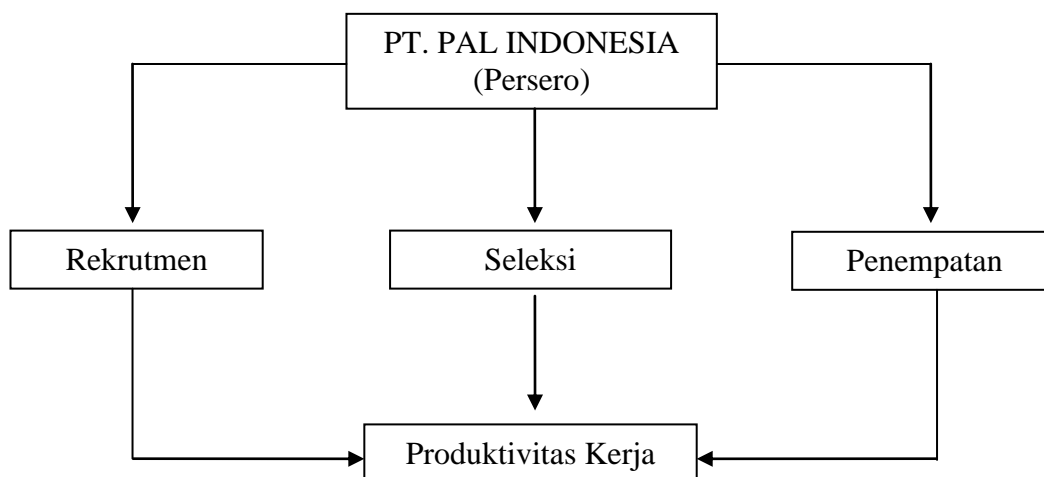 PT. PAL INDONESIA
(Persero)
Rekrutmen
Seleksi
Penempatan
Produktivitas Kerja